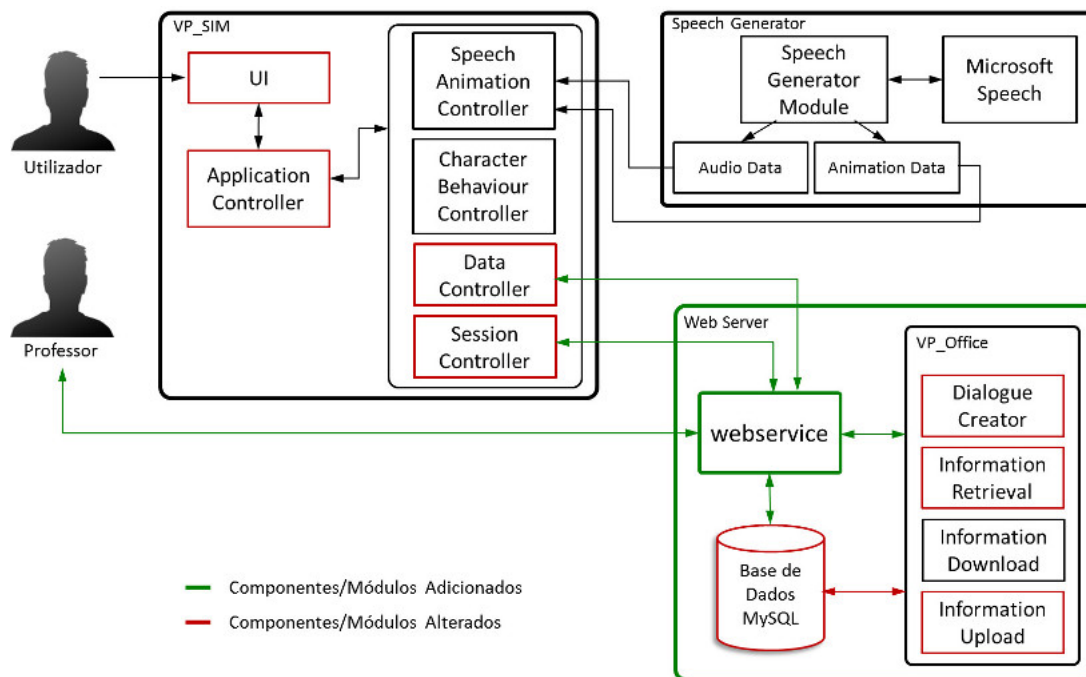 VP_SIM
UI
Application
Controller
Speech
Animation
Controller
Character
Behaviour
Controller
Data
Controller
Session
Controller
Utilizador
Professor
Speech Generator
Speech
Generator
Module
Microsoft
Speech
Audio Data
Animation Data
Web Server
webservice
Base de
Dados
MySQL
VP_Office
Dialogue
Creator
Information
Retrieval
Information
Download
Information
Upload
Componentes/Módulos Adicionados
Componentes/Módulos Alterados